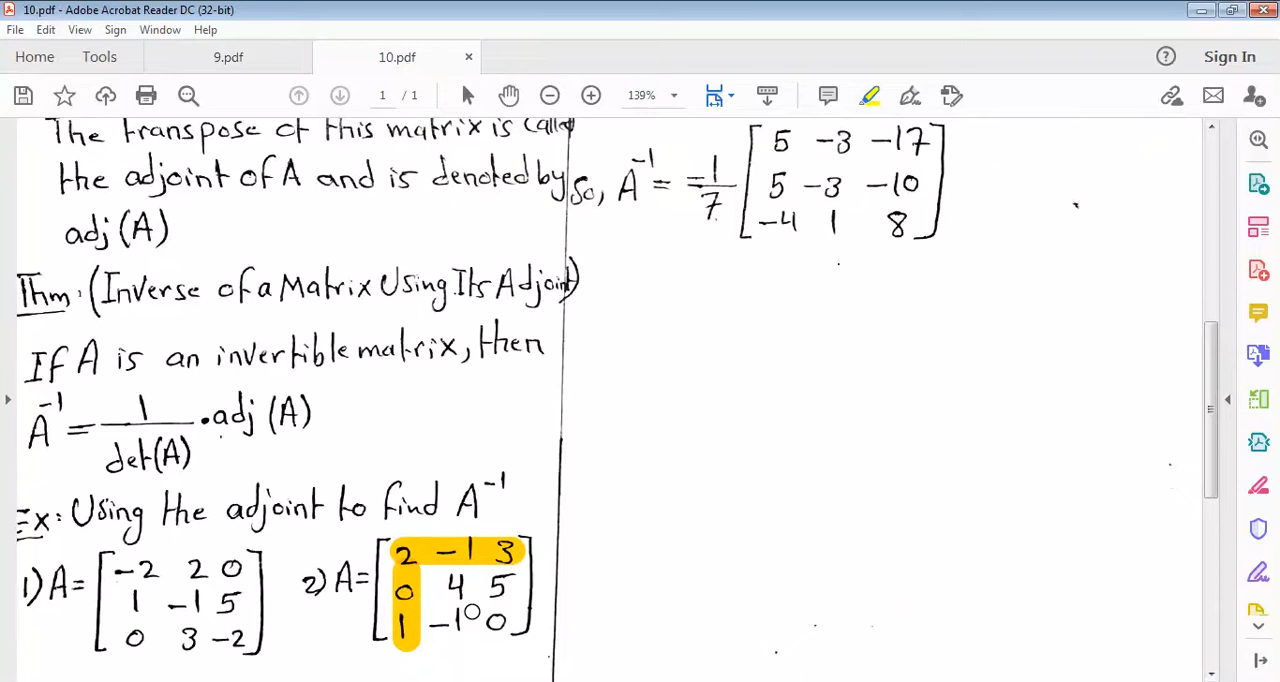 10.pdf - Adobe Acrobat Reader DC (32-bit)
File Edit View Sign Window Help
Home Tools 9.pdf 10.pdf × Sign In
1 / 1 139%
The transpose of this matrix is called
the adjoint of A and is denoted by
adj (A)
Thm: (Inverse of a Matrix Using Its Adjoint)
If A is an invertible matrix, then
A⁻¹ = 1/det(A) · adj (A)
Ex: Using the adjoint to find A⁻¹
1) A = [-2 2 0
1 -1 5
0 3 -2]
2) A = [2 -1 3
0 4 5
1 -1 0]
So, A⁻¹ = -1/7 [5 -3 -17
5 -3 -10
-4 1 8]